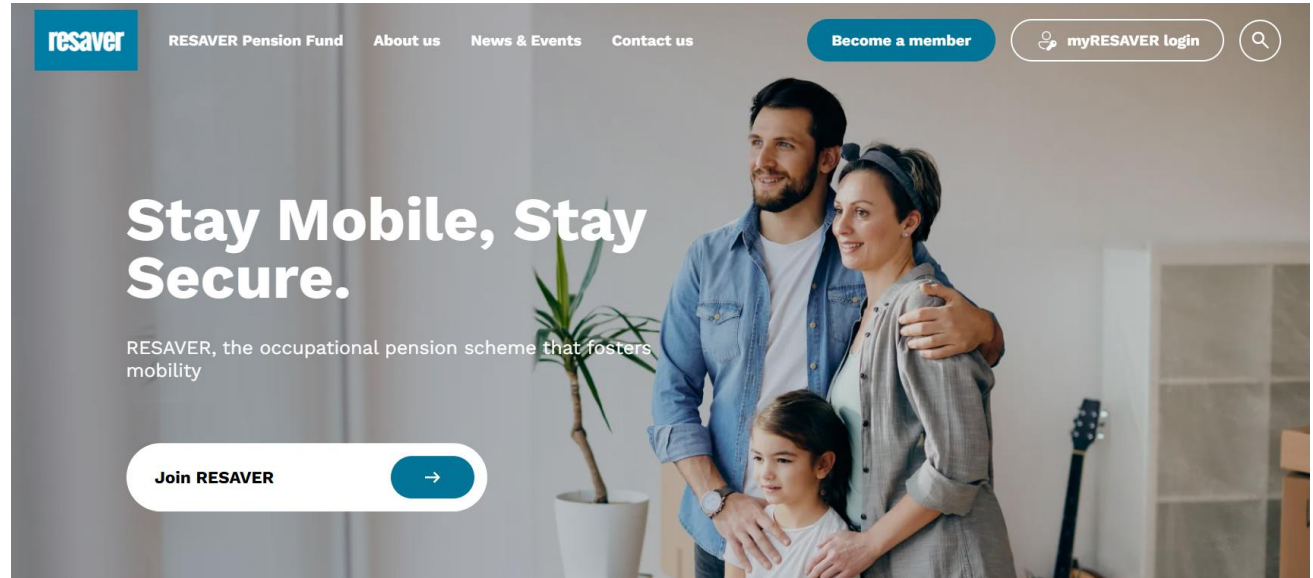 resaver
RESAVER Pension Fund
About us
News & Events
Contact us
Become a member
myRESAVER login
Stay Mobile, Stay
Secure.
RESAVER, the occupational pension scheme that fosters
mobility
Join RESAVER